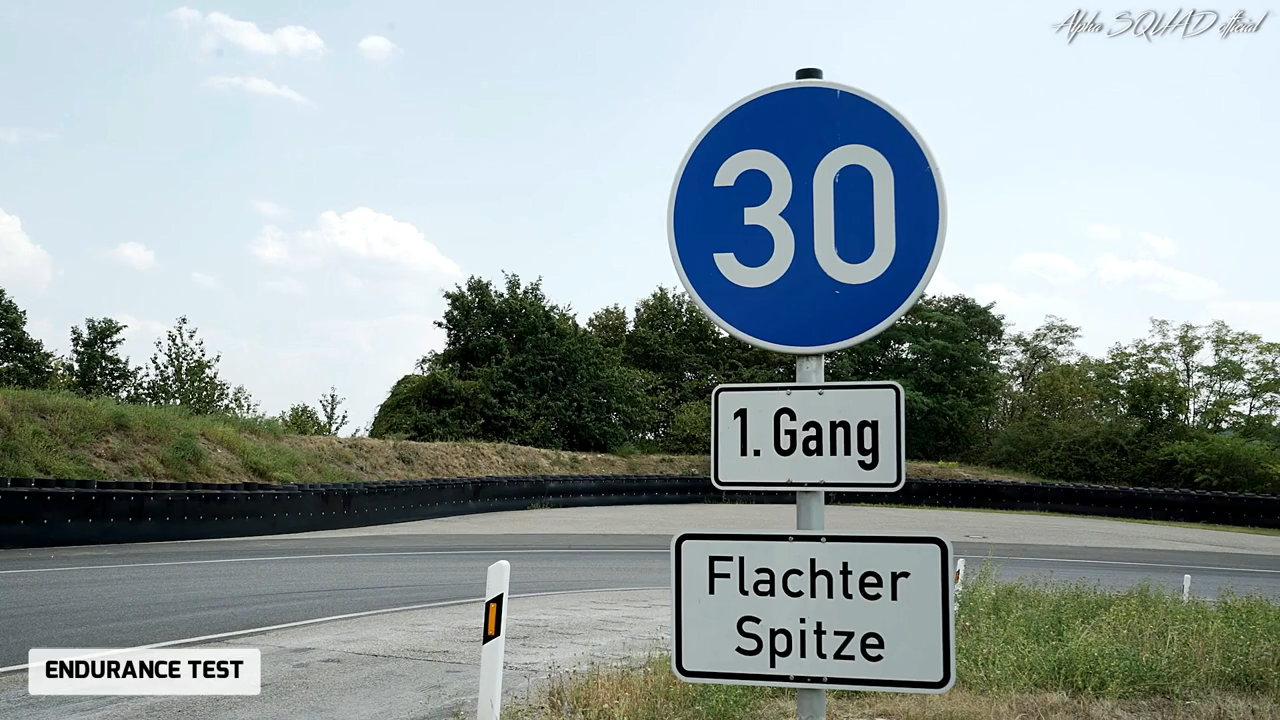 Alpha SQUAD official
30
1. Gang
Flachter
Spitze
ENDURANCE TEST